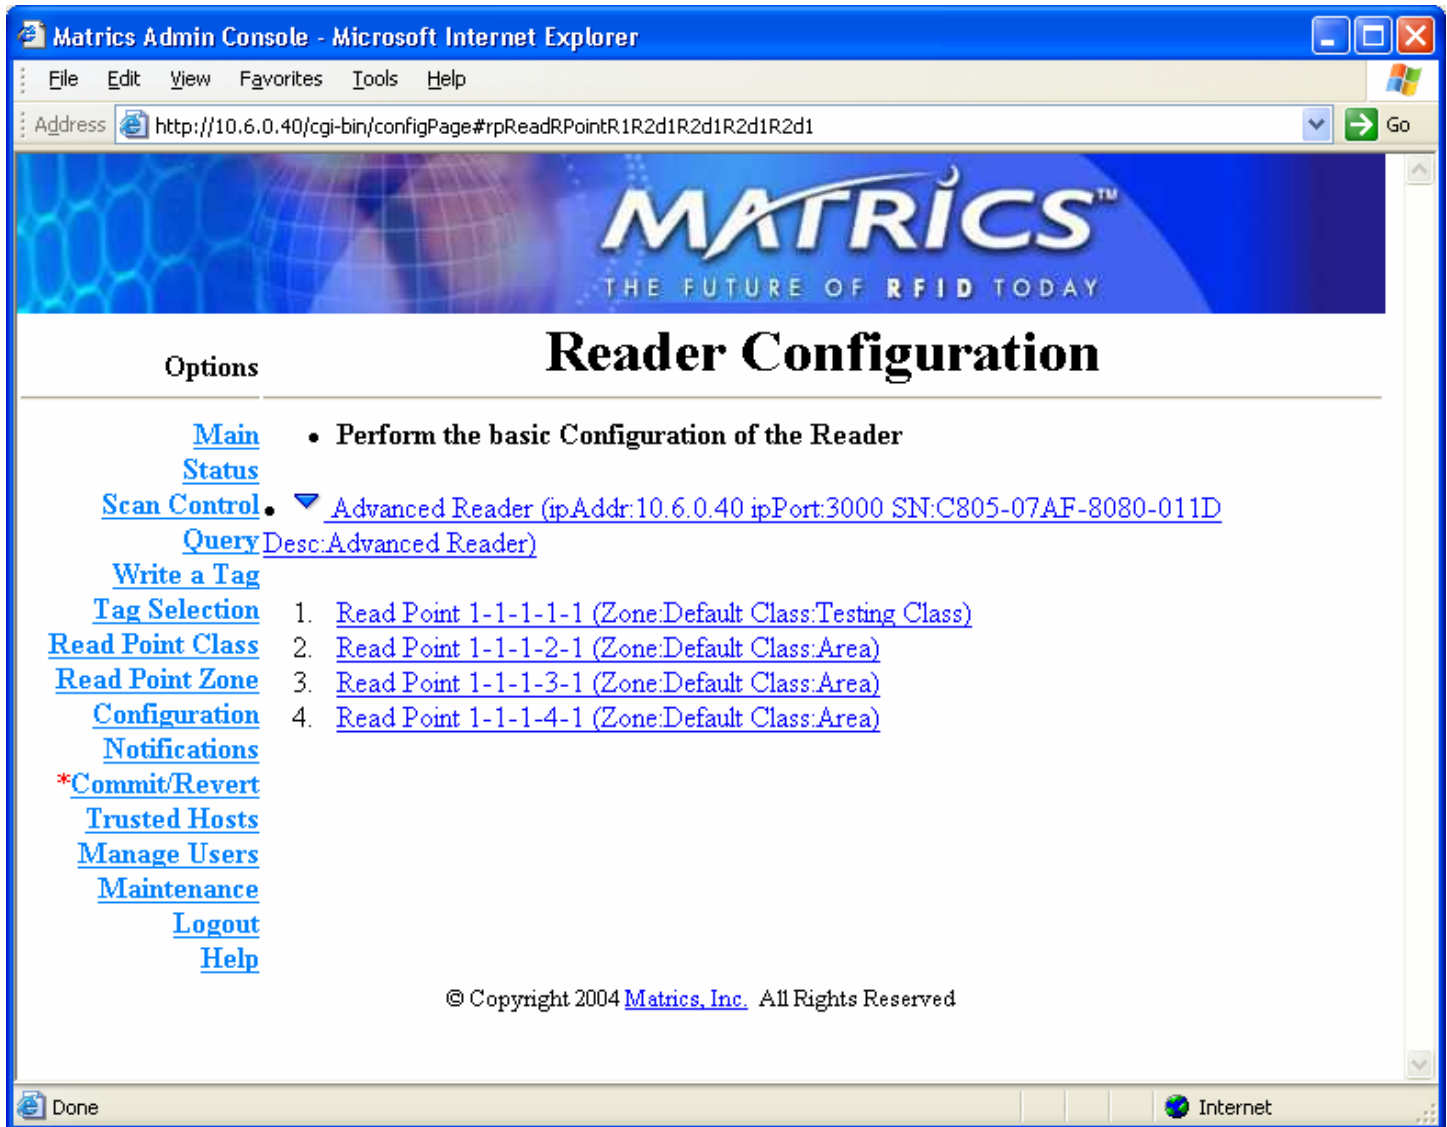 Matrics Admin Console - Microsoft Internet Explorer
File Edit View Favorites Tools Help
Address http://10.6.0.40/cgi-bin/configPage#rpReadRPointR1R2d1R2d1R2d1R2d1 Go
MATRICS™
THE FUTURE OF RFID TODAY
Options
Reader Configuration
Main
Status
Scan Control
Query
Write a Tag
Tag Selection
Read Point Class
Read Point Zone
Configuration
Notifications
*Commit/Revert
Trusted Hosts
Manage Users
Maintenance
Logout
Help
• Perform the basic Configuration of the Reader
• Advanced Reader (ipAddr:10.6.0.40 ipPort:3000 SN:C805-07AF-8080-011D
Desc:Advanced Reader)
1. Read Point 1-1-1-1-1 (Zone:Default Class:Testing Class)
2. Read Point 1-1-1-2-1 (Zone:Default Class:Area)
3. Read Point 1-1-1-3-1 (Zone:Default Class:Area)
4. Read Point 1-1-1-4-1 (Zone:Default Class:Area)
© Copyright 2004 Matrics, Inc. All Rights Reserved
Done
Internet